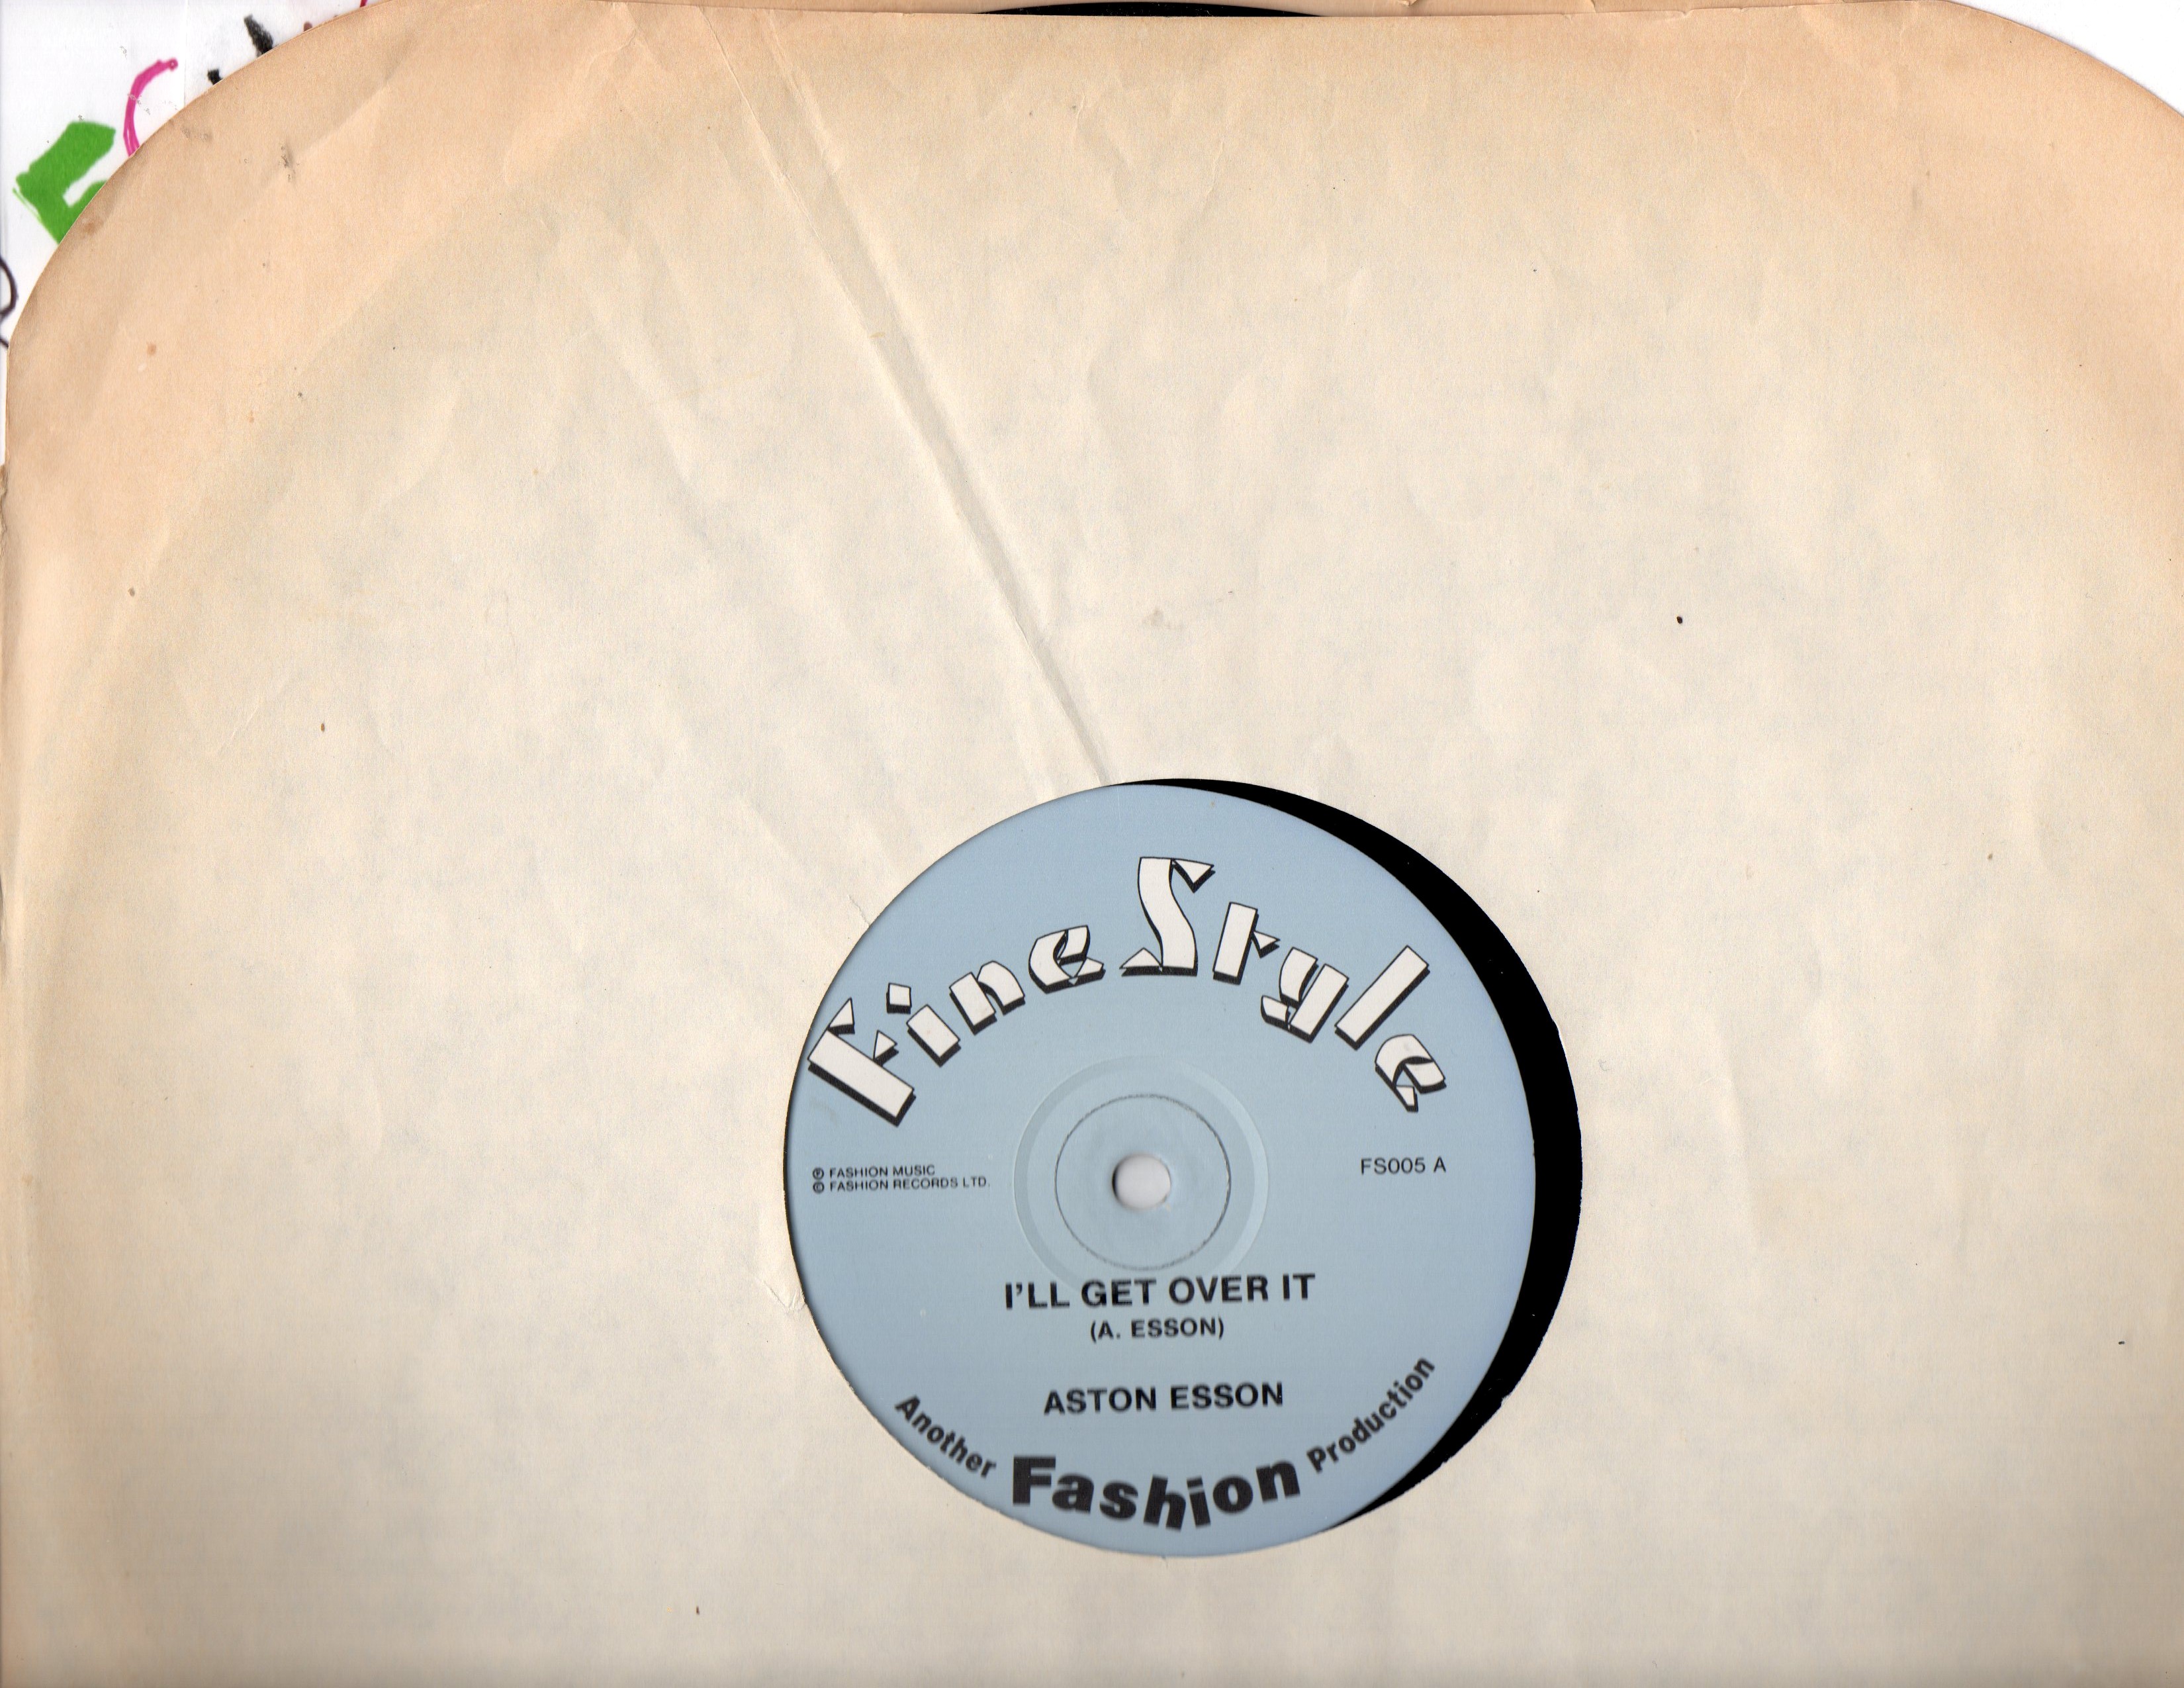 Fine Style
℗ FASHION MUSIC
© FASHION RECORDS LTD.
FS005 A
I'LL GET OVER IT
(A. ESSON)
ASTON ESSON
Another Fashion Production